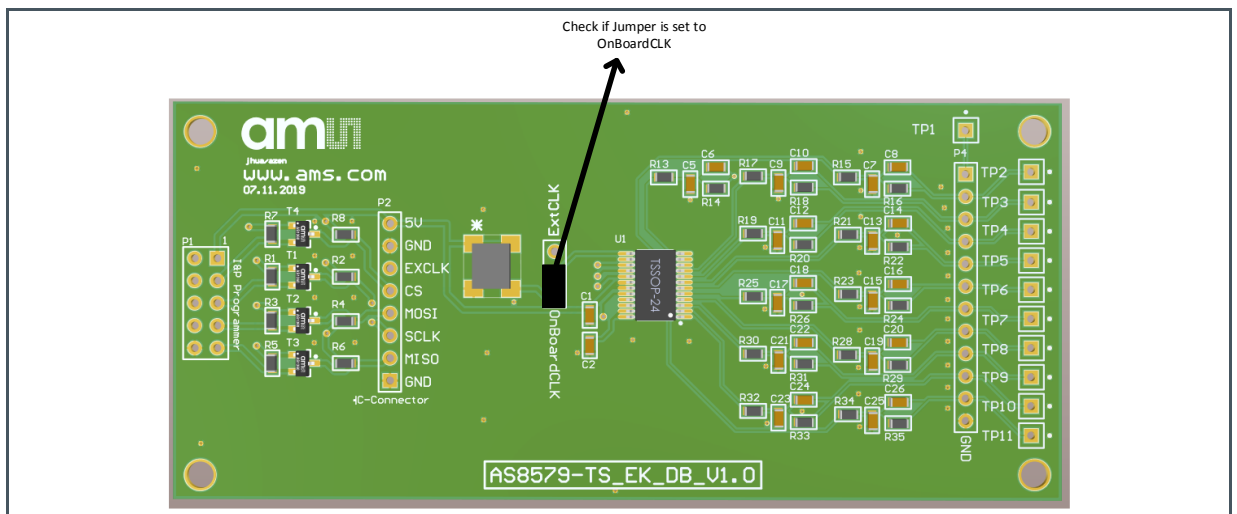 Check if Jumper is set to
OnBoardCLK
am
jhua/azen
www.ams.com
07.11.2019
TP1
P4
TP2
TP3
TP4
TP5
TP6
TP7
TP8
TP9
TP10
TP11
GND
P1
1
I&P Programmer
R7
T4
R8
R1
T1
R2
R3
T2
R4
R5
T3
R6
P2
5V
GND
EXCLK
CS
MOSI
SCLK
MISO
GND
C-Connector
*
ExtCLK
OnBoardCLK
C1
C2
U1
TSSOP-24
R13
C5
C6
R14
R17
C9
C10
R18
R15
C7
C8
R16
R19
C11
C12
R20
R21
C13
C14
R22
R25
C17
C18
R26
R23
C15
C16
R24
R30
C21
C22
R31
R28
C19
C20
R29
R32
C23
C24
R33
R34
C25
C26
R35
AS8579-TS_EK_DB_V1.0